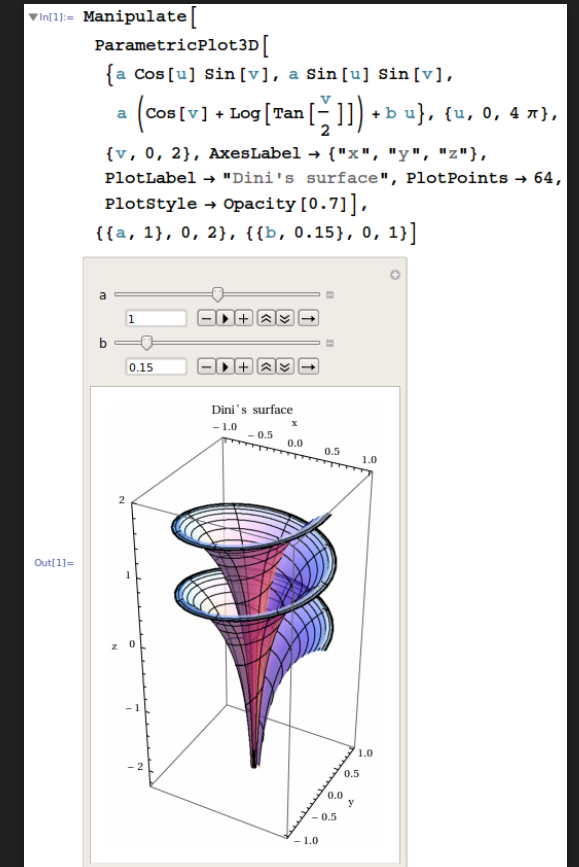 In[1]:= Manipulate[
ParametricPlot3D[
{a Cos[u] Sin[v], a Sin[u] Sin[v],
a (Cos[v] + Log[Tan[v/2]]) + b u}, {u, 0, 4 π},
{v, 0, 2}, AxesLabel → {"x", "y", "z"},
PlotLabel → "Dini's surface", PlotPoints → 64,
PlotStyle → Opacity[0.7]],
{{a, 1}, 0, 2}, {{b, 0.15}, 0, 1}]
a
1
b
0.15
Dini's surface
x
-1.0 -0.5 0.0 0.5 1.0
2
1
Out[1]=
z 0
-1
-2
1.0
0.5
0.0 y
-0.5
-1.0